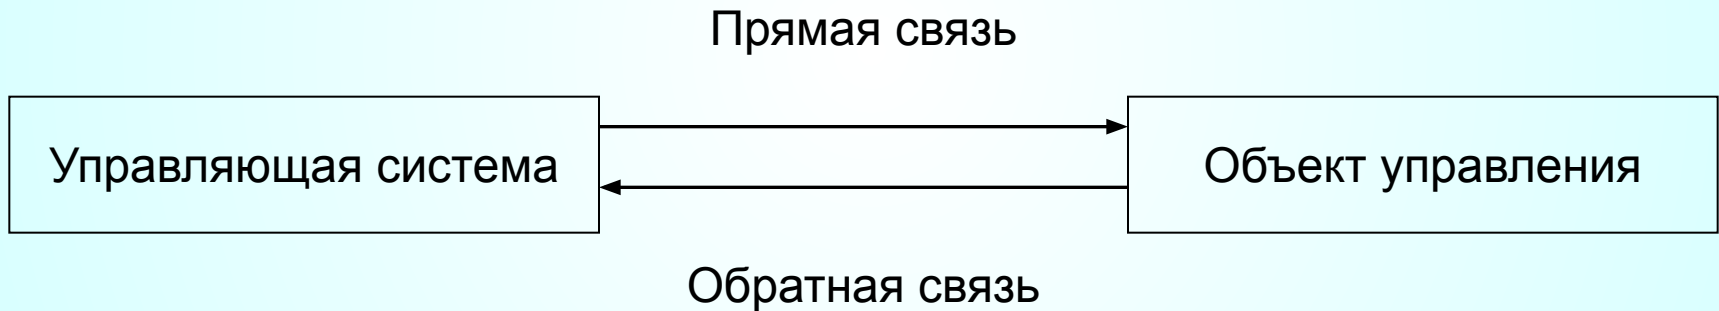 Прямая связь
Управляющая система
Объект управления
Обратная связь